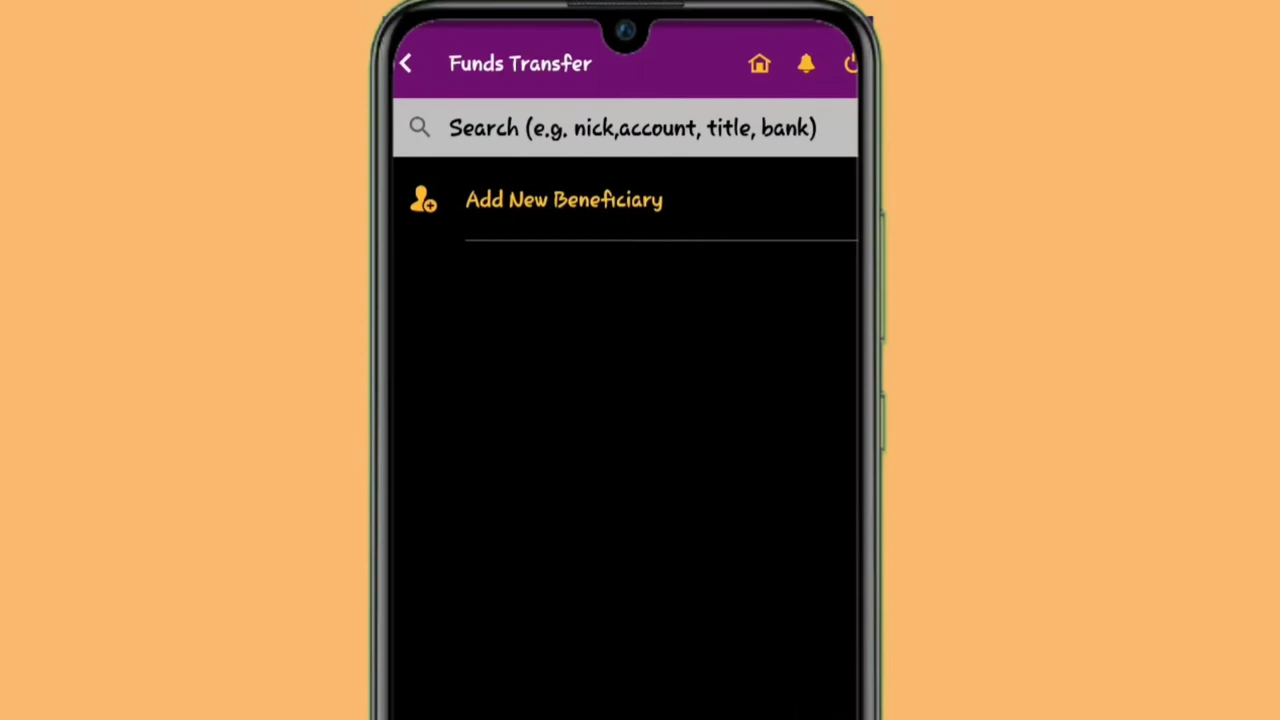 Funds Transfer
Search (e.g. nick,account, title, bank)
Add New Beneficiary